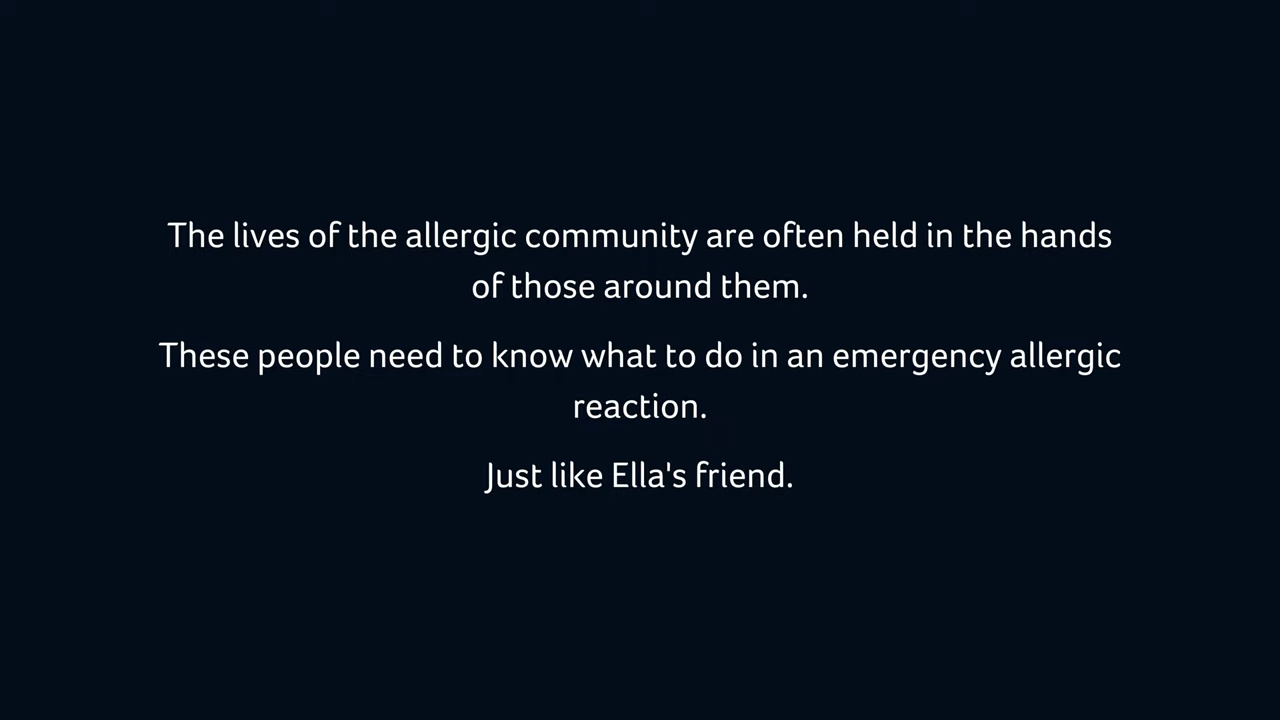 The lives of the allergic community are often held in the hands
of those around them.
These people need to know what to do in an emergency allergic
reaction.
Just like Ella's friend.